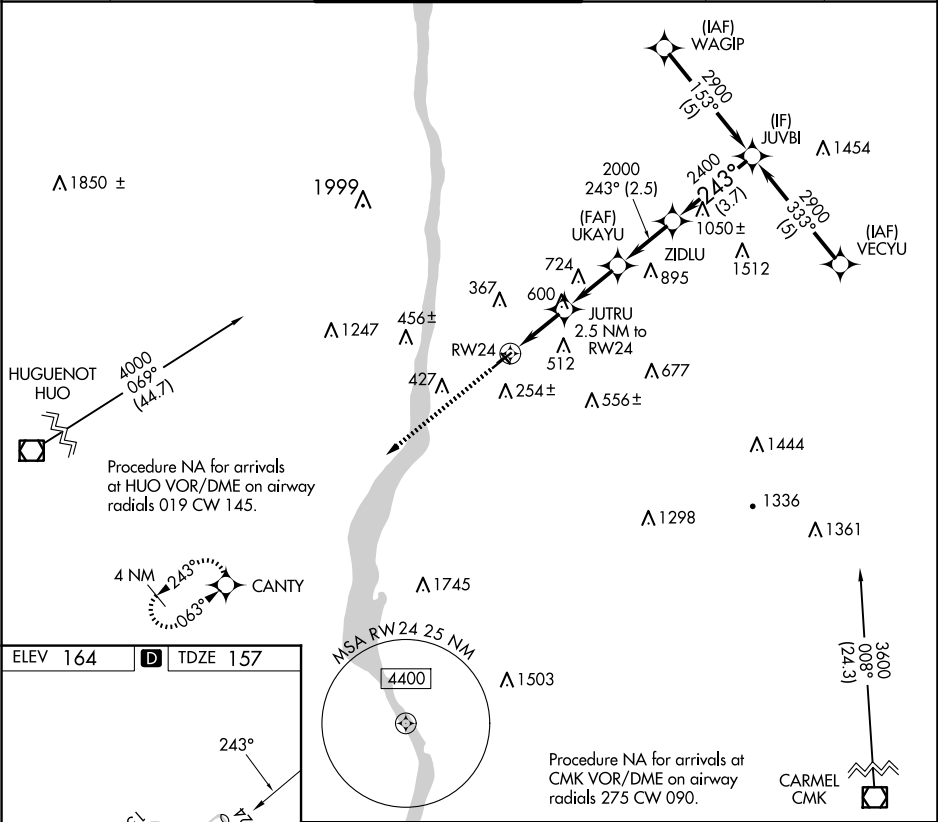 (IAF)
WAGIP
2900
153°
(5)
(IF)
JUVBI
1454
1850 ±
1999
2000
243° (2.5)
2400
243°
(3.7)
1050 ±
2900
333°
(5)
(IAF)
VECYU
(FAF)
UKAYU
ZIDLU
895
1512
724
367
600
JUTRU
2.5 NM to
RW24
1247
456 ±
RW24
512
677
427
254 ±
556 ±
HUGUENOT
HUO
4000
069°
(44.7)
Procedure NA for arrivals
at HUO VOR/DME on airway
radials 019 CW 145.
1444
1336
1298
1361
4 NM
243°
063°
CANTY
1745
MSA RW24 25 NM
4400
1503
3600
008°
(24.3)
ELEV 164
D
TDZE 157
243°
Procedure NA for arrivals at
CMK VOR/DME on airway
radials 275 CW 090.
CARMEL
CMK
24